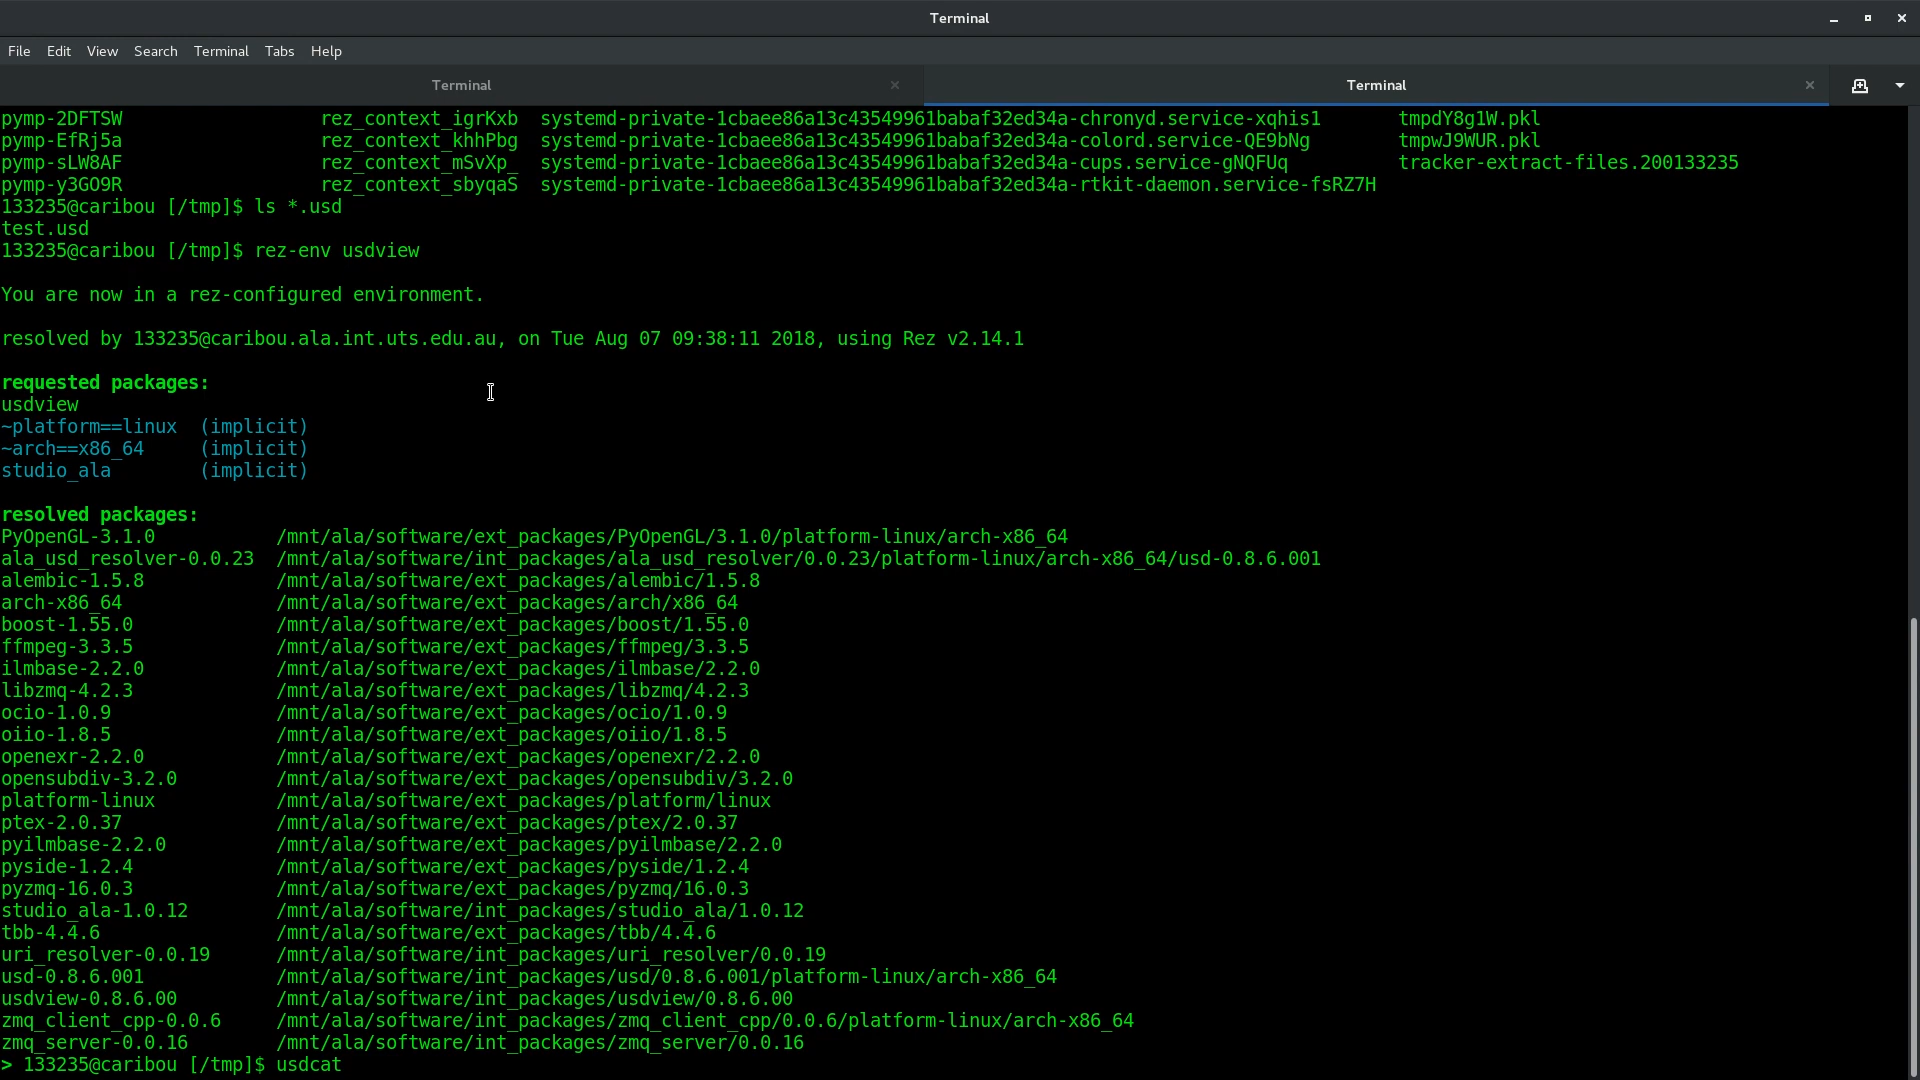 Terminal
File Edit View Search Terminal Tabs Help
Terminal Terminal
pymp-2DFTSW rez_context_igrKxb systemd-private-1cbaee86a13c43549961babaf32ed34a-chronyd.service-xqhis1 tmpdY8g1W.pkl
pymp-EfRj5a rez_context_khhPbg systemd-private-1cbaee86a13c43549961babaf32ed34a-colord.service-QE9bNg tmpwJ9WUR.pkl
pymp-sLW8AF rez_context_mSvXp_ systemd-private-1cbaee86a13c43549961babaf32ed34a-cups.service-gNQFUq tracker-extract-files.200133235
pymp-y3GO9R rez_context_sbyqaS systemd-private-1cbaee86a13c43549961babaf32ed34a-rtkit-daemon.service-fsRZ7H
133235@caribou [/tmp]$ ls *.usd
test.usd
133235@caribou [/tmp]$ rez-env usdview
You are now in a rez-configured environment.
resolved by 133235@caribou.ala.int.uts.edu.au, on Tue Aug 07 09:38:11 2018, using Rez v2.14.1
requested packages:
usdview
~platform==linux (implicit)
~arch==x86_64 (implicit)
studio_ala (implicit)
resolved packages:
PyOpenGL-3.1.0 /mnt/ala/software/ext_packages/PyOpenGL/3.1.0/platform-linux/arch-x86_64
ala_usd_resolver-0.0.23 /mnt/ala/software/int_packages/ala_usd_resolver/0.0.23/platform-linux/arch-x86_64/usd-0.8.6.001
alembic-1.5.8 /mnt/ala/software/ext_packages/alembic/1.5.8
arch-x86_64 /mnt/ala/software/ext_packages/arch/x86_64
boost-1.55.0 /mnt/ala/software/ext_packages/boost/1.55.0
ffmpeg-3.3.5 /mnt/ala/software/ext_packages/ffmpeg/3.3.5
ilmbase-2.2.0 /mnt/ala/software/ext_packages/ilmbase/2.2.0
libzmq-4.2.3 /mnt/ala/software/ext_packages/libzmq/4.2.3
ocio-1.0.9 /mnt/ala/software/ext_packages/ocio/1.0.9
oiio-1.8.5 /mnt/ala/software/ext_packages/oiio/1.8.5
openexr-2.2.0 /mnt/ala/software/ext_packages/openexr/2.2.0
opensubdiv-3.2.0 /mnt/ala/software/ext_packages/opensubdiv/3.2.0
platform-linux /mnt/ala/software/ext_packages/platform/linux
ptex-2.0.37 /mnt/ala/software/ext_packages/ptex/2.0.37
pyilmbase-2.2.0 /mnt/ala/software/ext_packages/pyilmbase/2.2.0
pyside-1.2.4 /mnt/ala/software/ext_packages/pyside/1.2.4
pyzmq-16.0.3 /mnt/ala/software/ext_packages/pyzmq/16.0.3
studio_ala-1.0.12 /mnt/ala/software/int_packages/studio_ala/1.0.12
tbb-4.4.6 /mnt/ala/software/ext_packages/tbb/4.4.6
uri_resolver-0.0.19 /mnt/ala/software/int_packages/uri_resolver/0.0.19
usd-0.8.6.001 /mnt/ala/software/int_packages/usd/0.8.6.001/platform-linux/arch-x86_64
usdview-0.8.6.00 /mnt/ala/software/int_packages/usdview/0.8.6.00
zmq_client_cpp-0.0.6 /mnt/ala/software/int_packages/zmq_client_cpp/0.0.6/platform-linux/arch-x86_64
zmq_server-0.0.16 /mnt/ala/software/int_packages/zmq_server/0.0.16
> 133235@caribou [/tmp]$ usdcat